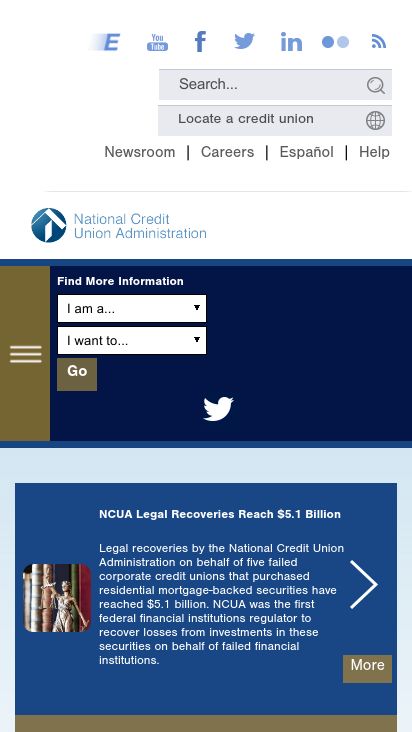 E You Tube f in
Search...
Locate a credit union
Newsroom | Careers | Español | Help
National Credit
Union Administration
Find More Information
I am a...
I want to...
Go
NCUA Legal Recoveries Reach $5.1 Billion
Legal recoveries by the National Credit Union
Administration on behalf of five failed
corporate credit unions that purchased
residential mortgage-backed securities have
reached $5.1 billion. NCUA was the first
federal financial institutions regulator to
recover losses from investments in these
securities on behalf of failed financial
institutions.
More